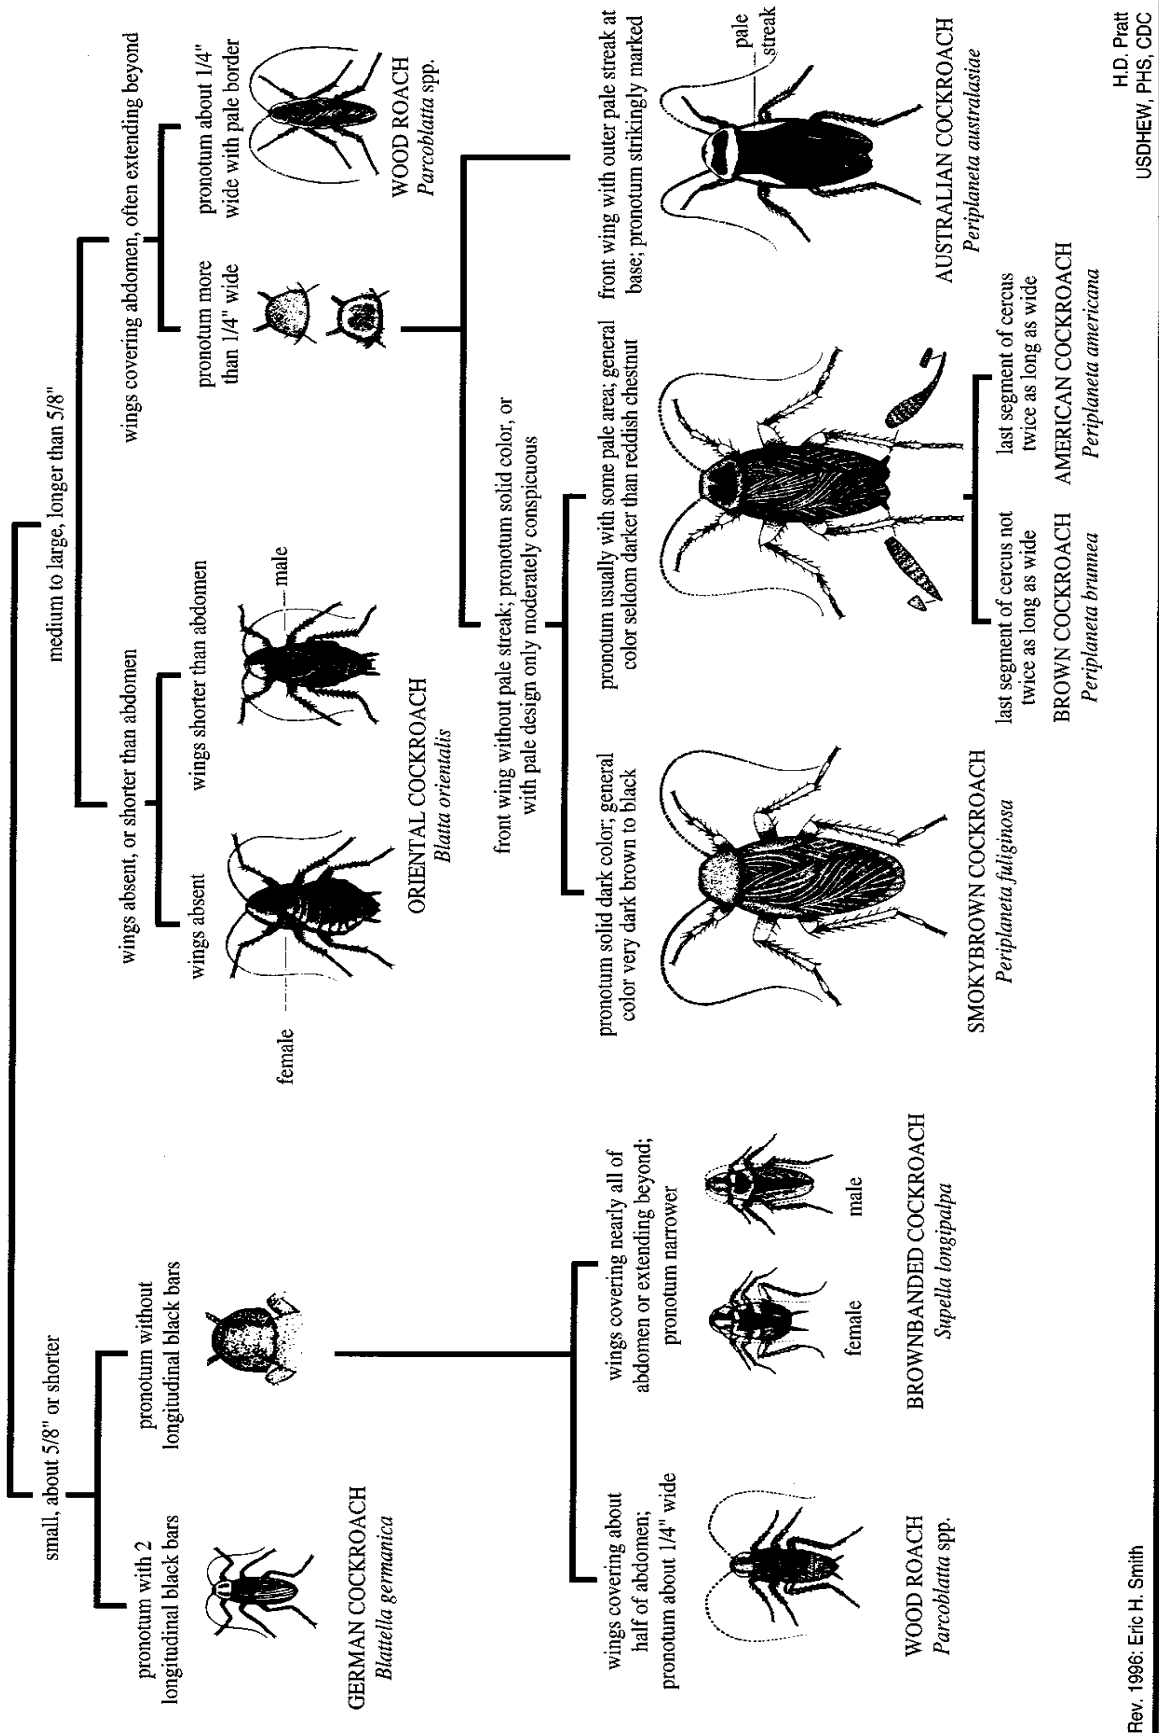 small, about 5/8" or shorter
medium to large, longer than 5/8"
pronotum with 2
longitudinal black bars
GERMAN COCKROACH
Blattella germanica
pronotum without
longitudinal black bars
wings covering about
half of abdomen;
pronotum about 1/4" wide
WOOD ROACH
Parcoblatta spp.
wings covering nearly all of
abdomen or extending beyond;
pronotum narrower
female
male
BROWNBANDED COCKROACH
Supella longipalpa
wings absent, or shorter than abdomen
wings absent
wings shorter than abdomen
female
male
ORIENTAL COCKROACH
Blatta orientalis
wings covering abdomen, often extending beyond
pronotum more
than 1/4" wide
pronotum about 1/4"
wide with pale border
WOOD ROACH
Parcoblatta spp.
front wing without pale streak; pronotum solid color, or
with pale design only moderately conspicuous
front wing with outer pale streak at
base; pronotum strikingly marked
pale
streak
AUSTRALIAN COCKROACH
Periplaneta australasiae
pronotum solid dark color; general
color very dark brown to black
SMOKYBROWN COCKROACH
Periplaneta fuliginosa
pronotum usually with some pale area; general
color seldom darker than reddish chestnut
last segment of cercus not
twice as long as wide
BROWN COCKROACH
Periplaneta brunnea
last segment of cercus
twice as long as wide
AMERICAN COCKROACH
Periplaneta americana
Rev. 1996: Eric H. Smith
H.D. Pratt
USDHEW, PHS, CDC